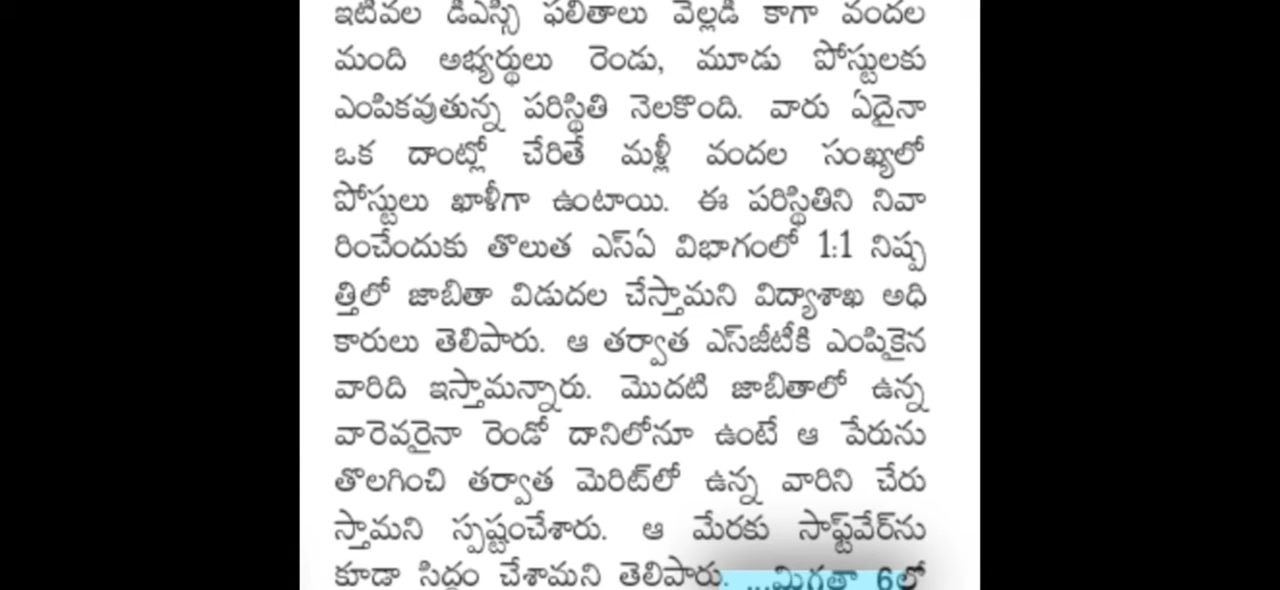 ఇటీవల డీఎస్సీ ఫలితాలు వెల్లడి కాగా వందల
మంది అభ్యర్థులు రెండు, మూడు పోస్టులకు
ఎంపికవుతున్న పరిస్థితి నెలకొంది. వారు ఏదైనా
ఒక దాంట్లో చేరితే మళ్లీ వందల సంఖ్యలో
పోస్టులు ఖాళీగా ఉంటాయి. ఈ పరిస్థితిని నివా
రించేందుకు తొలుత ఎస్ఏ విభాగంలో 1:1 నిష్ప
త్తిలో జాబితా విడుదల చేస్తామని విద్యాశాఖ అధి
కారులు తెలిపారు. ఆ తర్వాత ఎస్‌జీటీకి ఎంపికైన
వారిది ఇస్తామన్నారు. మొదటి జాబితాలో ఉన్న
వారెవరైనా రెండో దానిలోనూ ఉంటే ఆ పేరును
తొలగించి తర్వాత మెరిట్‌లో ఉన్న వారిని చేరు
స్తామని స్పష్టంచేశారు. ఆ మేరకు సాఫ్ట్‌వేర్‌ను
కూడా సిద్ధం చేశామని తెలిపారు. ...మిగతా 6లో